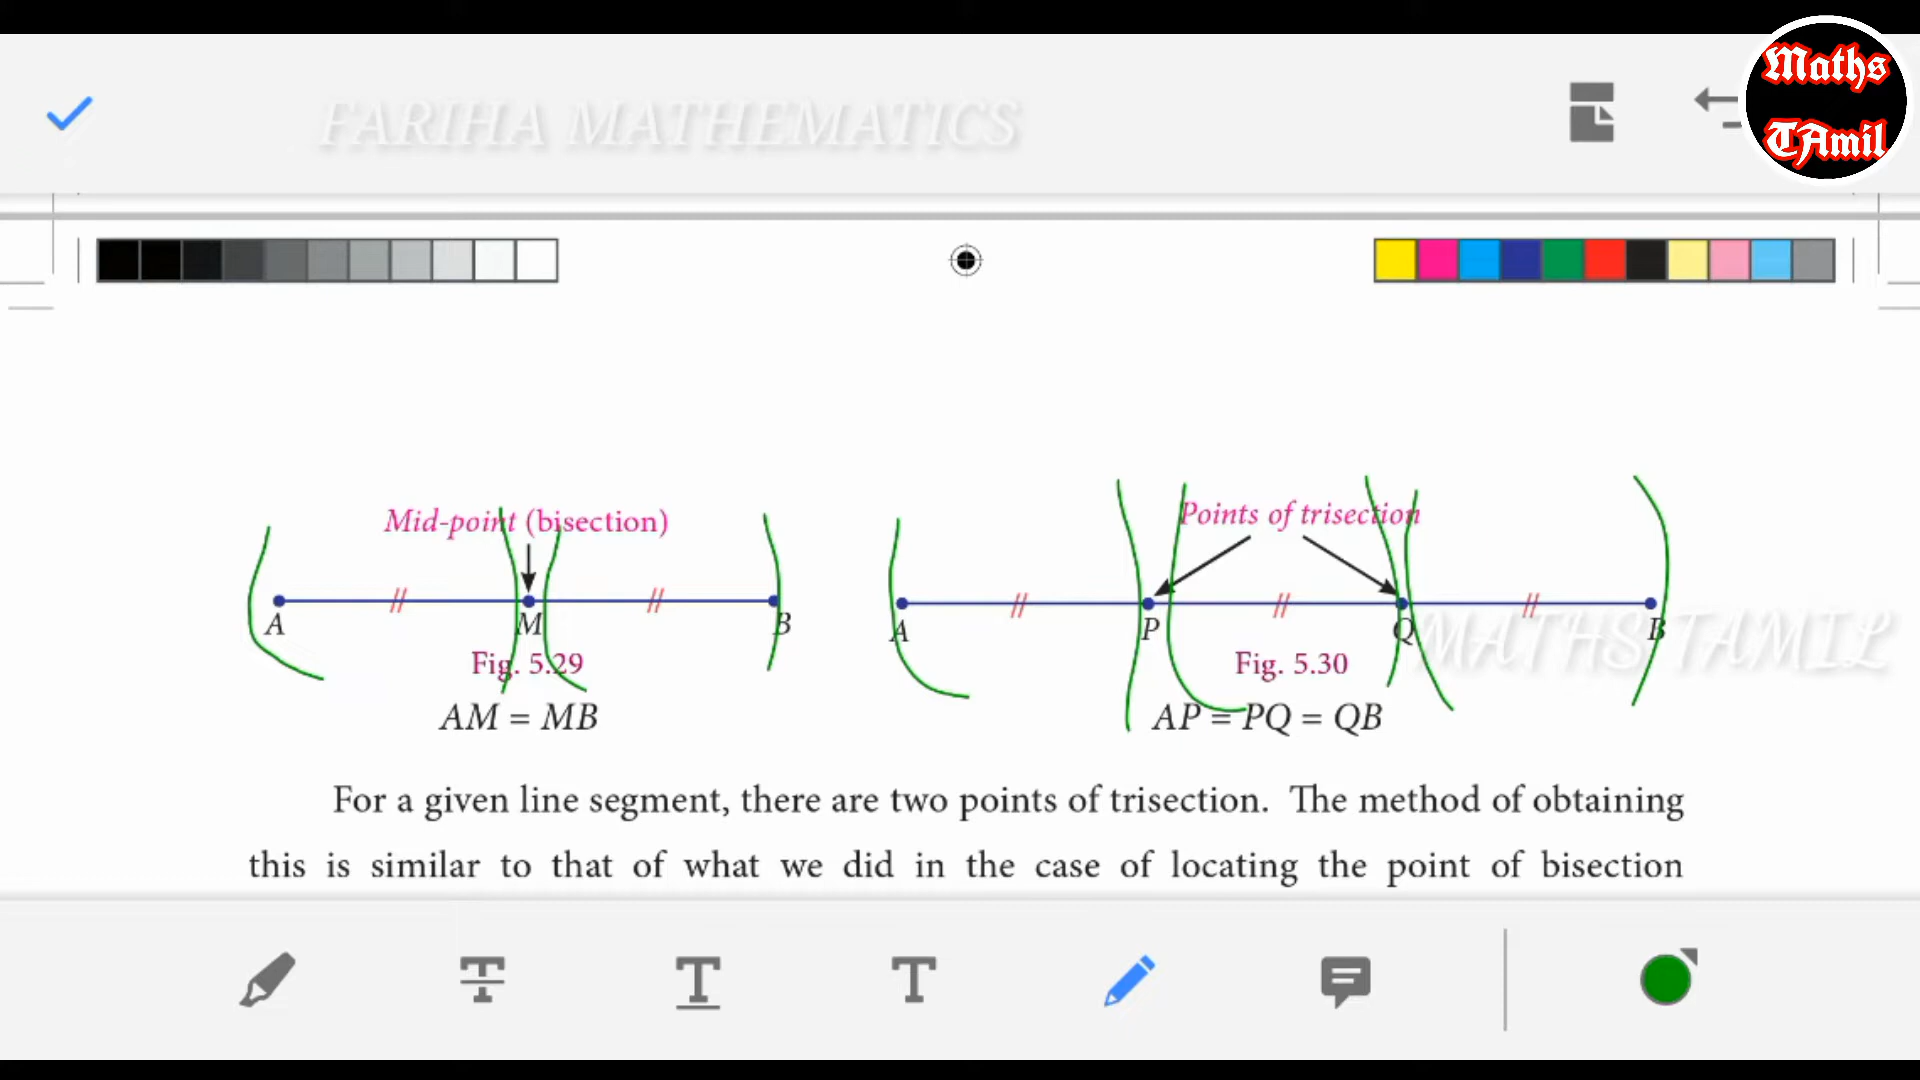 Maths
TAmil
FARIHA MATHEMATICS
Mid-point (bisection)
A M B
Fig. 5.29
AM = MB
Points of trisection
A P Q B
Fig. 5.30
AP = PQ = QB
MATHS TAMIL
For a given line segment, there are two points of trisection. The method of obtaining
this is similar to that of what we did in the case of locating the point of bisection